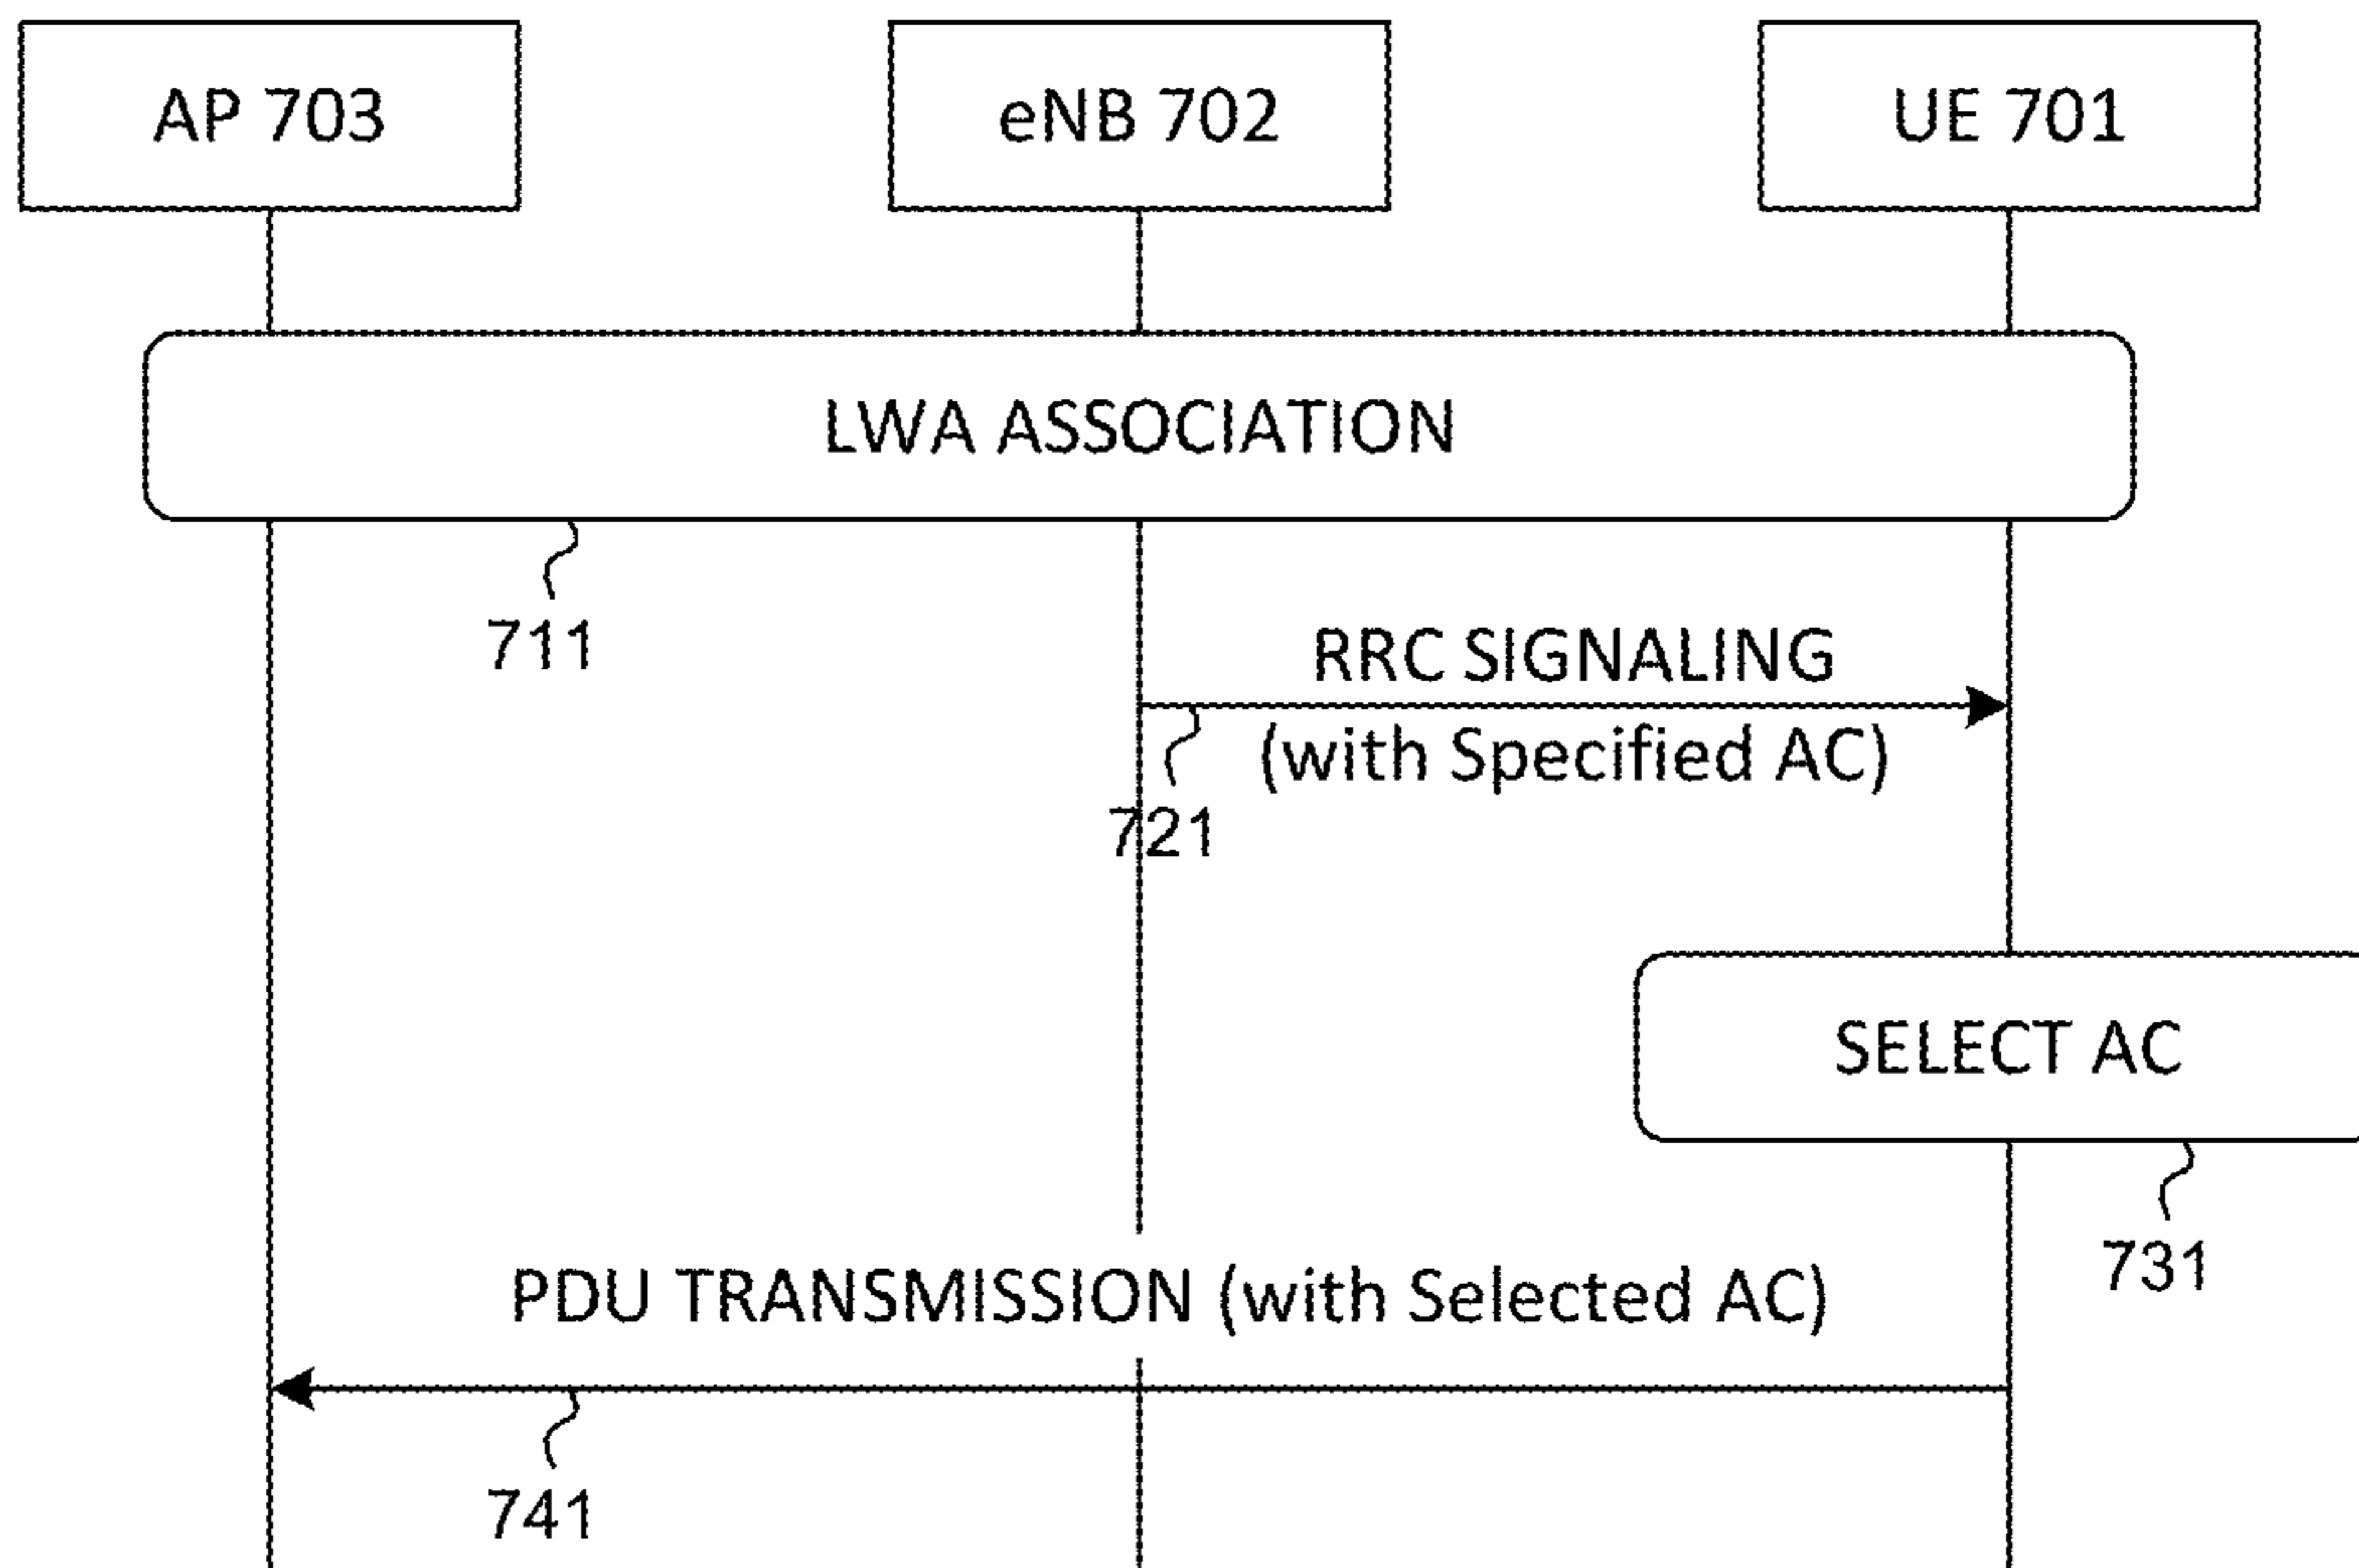 AP 703
eNB 702
UE 701
LWA ASSOCIATION
711
RRC SIGNALING
(with Specified AC)
721
SELECT AC
731
PDU TRANSMISSION (with Selected AC)
741